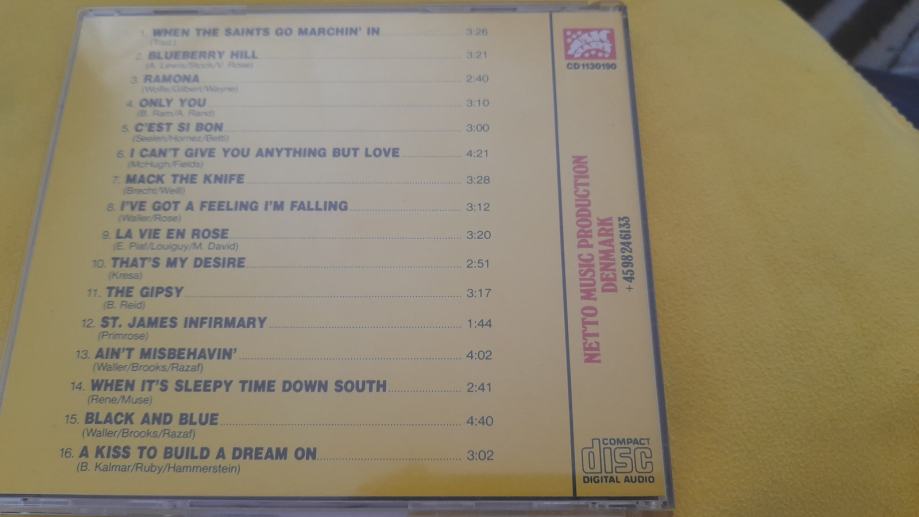 1. WHEN THE SAINTS GO MARCHIN' IN 3:26
(Trad.)
2. BLUEBERRY HILL 3:21
(A. Lewis/Stock/V. Rose)
3. RAMONA 2:40
(Wolfe/Gilbert/Wayne)
4. ONLY YOU 3:10
(B. Ram/A. Rand)
5. C'EST SI BON 3:00
(Seelen/Hornez/Betti)
6. I CAN'T GIVE YOU ANYTHING BUT LOVE 4:21
(McHugh/Fields)
7. MACK THE KNIFE 3:28
(Brecht/Weill)
8. I'VE GOT A FEELING I'M FALLING 3:12
(Waller/Rose)
9. LA VIE EN ROSE 3:20
(E. Piaf/Louiguy/M. David)
10. THAT'S MY DESIRE 2:51
(Kresa)
11. THE GIPSY 3:17
(B. Reid)
12. ST. JAMES INFIRMARY 1:44
(Primrose)
13. AIN'T MISBEHAVIN' 4:02
(Waller/Brooks/Razaf)
14. WHEN IT'S SLEEPY TIME DOWN SOUTH 2:41
(Rene/Muse)
15. BLACK AND BLUE 4:40
(Waller/Brooks/Razaf)
16. A KISS TO BUILD A DREAM ON 3:02
(B. Kalmar/Ruby/Hammerstein)
CD 1130190
NETTO MUSIC PRODUCTION
DENMARK
+45 98 24 61 33
COMPACT
disc
DIGITAL AUDIO